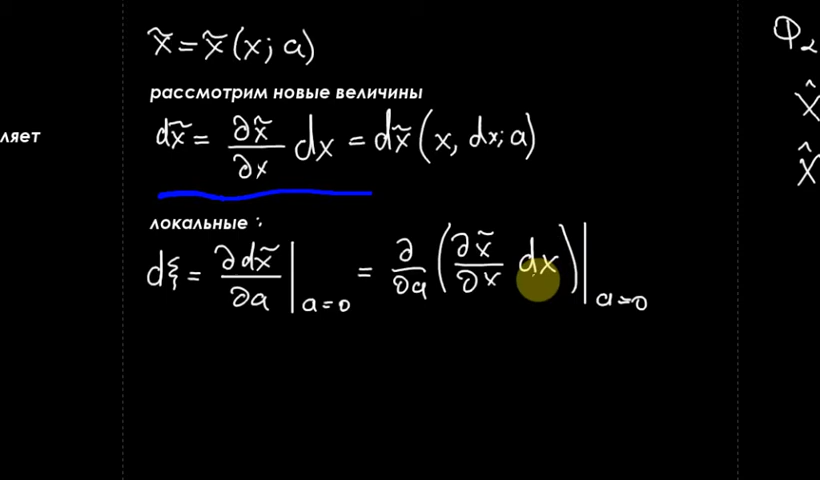 x̃ = x̃(x; a)
рассмотрим новые величины
ляет
dx̃ = ∂x̃/∂x dx = dx̃(x, dx; a)
локальные :
dξ = ∂dx̃/∂a |a=0 = ∂/∂a (∂x̃/∂x dx)|a=0
Φ₂
X̂
X̂